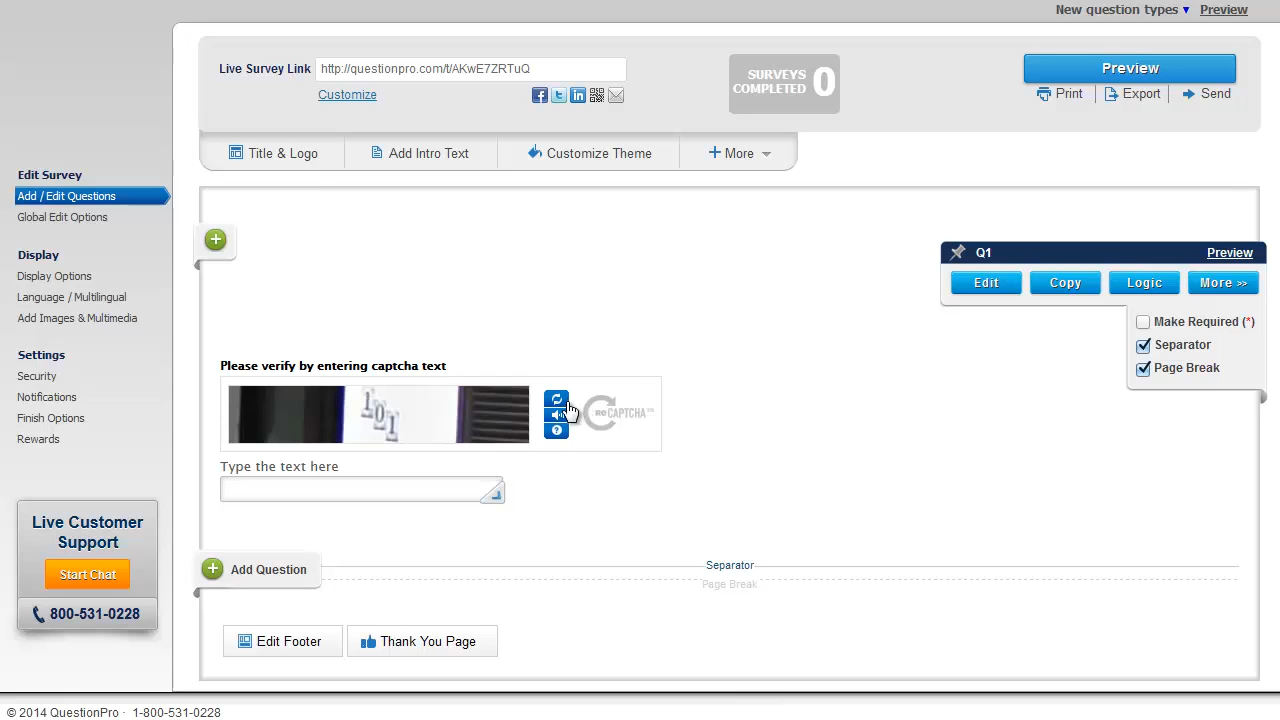 New question types ▼ Preview
Live Survey Link http://questionpro.com/t/AKwE7ZRTuQ
Customize
SURVEYS
COMPLETED 0
Preview
Print Export Send
Title & Logo Add Intro Text Customize Theme + More
Edit Survey
Add / Edit Questions
Global Edit Options
Display
Display Options
Language / Multilingual
Add Images & Multimedia
Settings
Security
Notifications
Finish Options
Rewards
Live Customer
Support
Start Chat
800-531-0228
Q1 Preview
Edit Copy Logic More >>
Make Required (*)
Separator
Page Break
Please verify by entering captcha text
101
reCAPTCHA™
Type the text here
Add Question
Separator
Page Break
Edit Footer Thank You Page
© 2014 QuestionPro · 1-800-531-0228